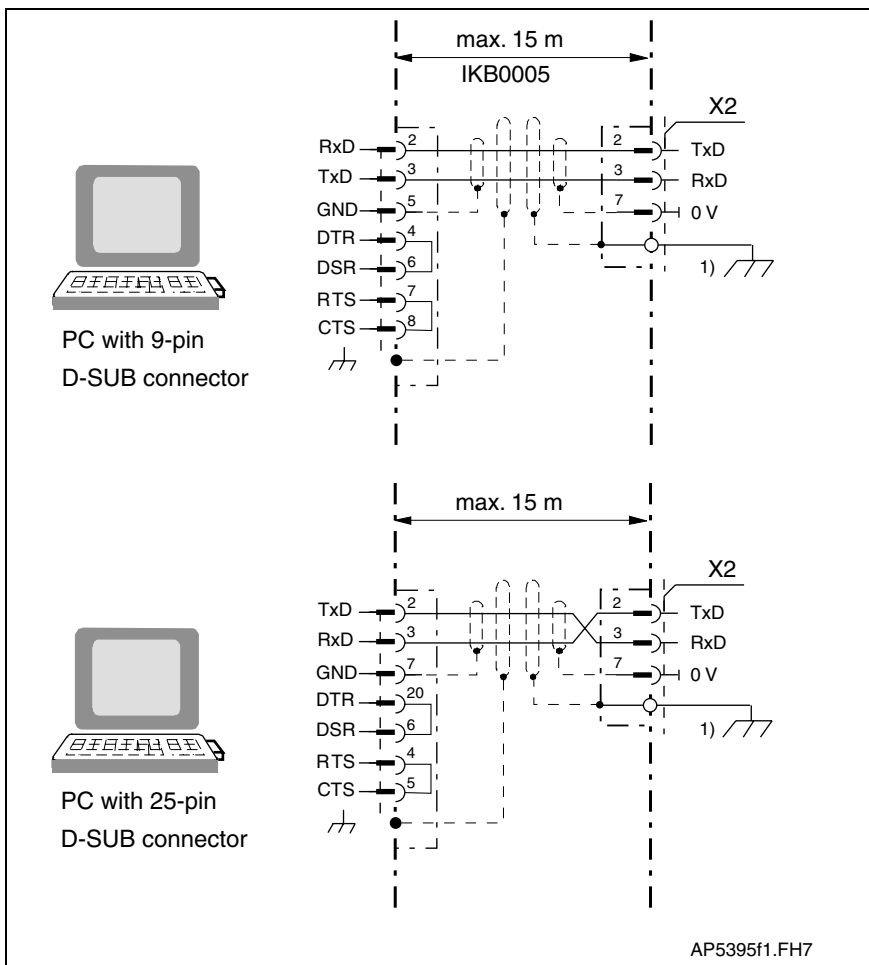 max. 15 m
IKB0005
X2
RxD 2 2 TxD
TxD 3 3 RxD
GND 5 7 0 V
DTR 4
DSR 6 1)
RTS 7
CTS 8
PC with 9-pin
D-SUB connector
max. 15 m
X2
TxD 2 2 TxD
RxD 3 3 RxD
GND 7 7 0 V
DTR 20
DSR 6 1)
RTS 4
CTS 5
PC with 25-pin
D-SUB connector
AP5395f1.FH7